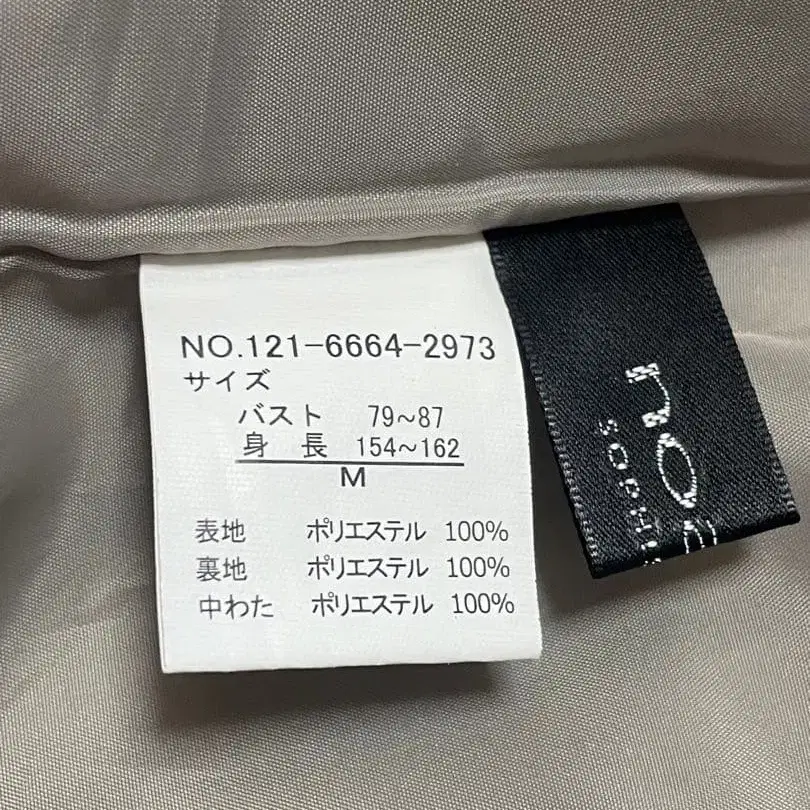 NO.121-6664-2973
サイズ
バスト 79~87
身 長 154~162
M
表地 ポリエステル 100%
裏地 ポリエステル 100%
中わた ポリエステル 100%